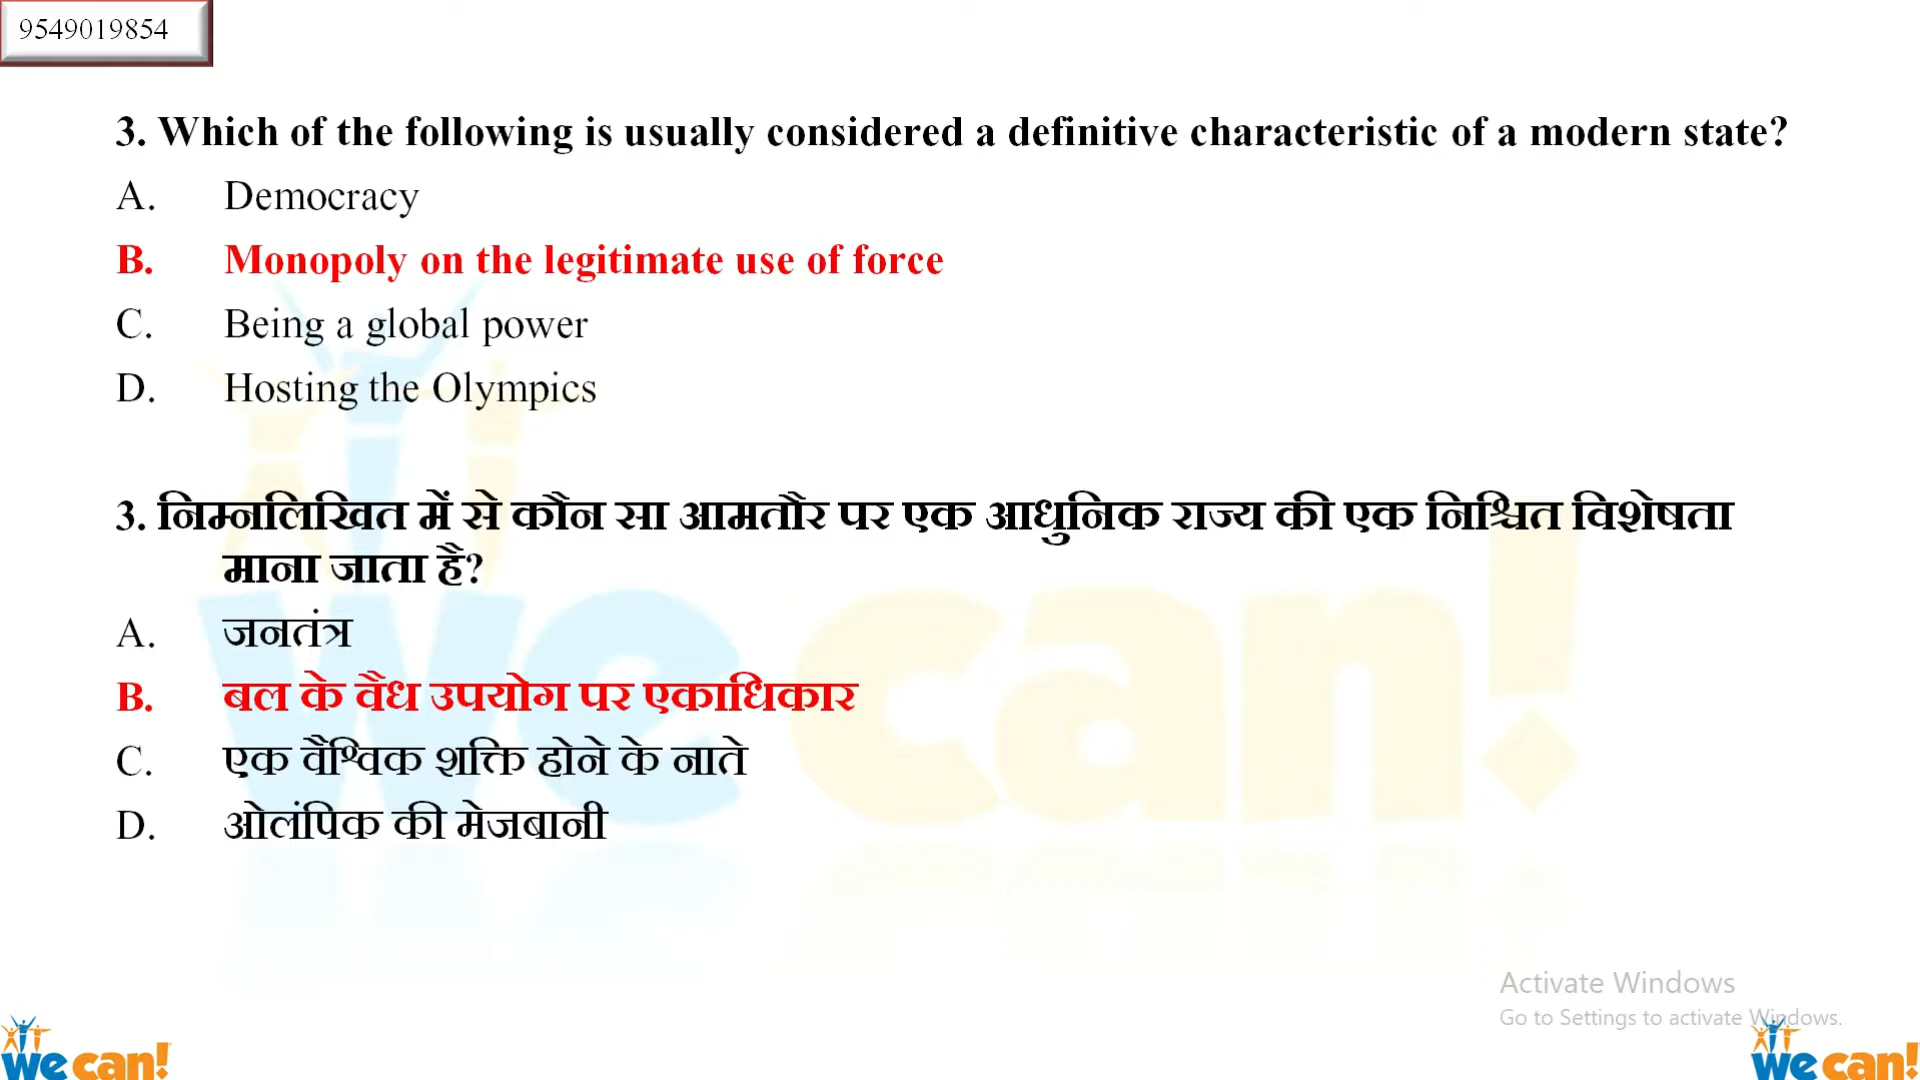 9549019854
3. Which of the following is usually considered a definitive characteristic of a modern state?
A. Democracy
B. Monopoly on the legitimate use of force
C. Being a global power
D. Hosting the Olympics
3. निम्नलिखित में से कौन सा आमतौर पर एक आधुनिक राज्य की एक निश्चित विशेषता
माना जाता है?
A. जनतंत्र
B. बल के वैध उपयोग पर एकाधिकार
C. एक वैश्विक शक्ति होने के नाते
D. ओलंपिक की मेजबानी
we can!
Activate Windows
Go to Settings to activate Windows.
we can!
we can!